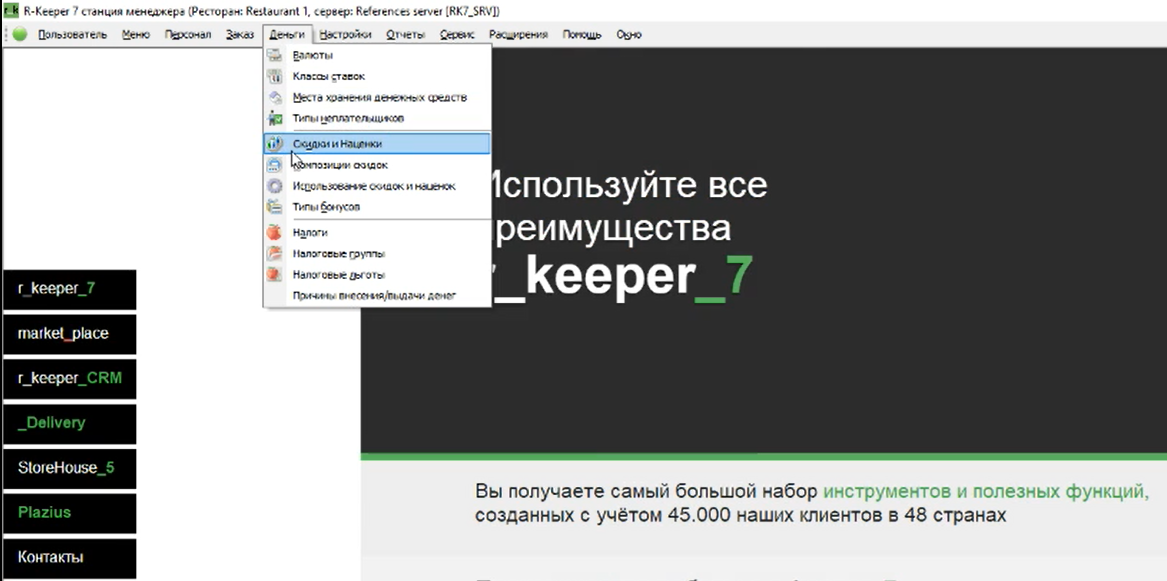 R-Keeper 7 станция менеджера (Ресторан: Restaurant 1, сервер: References server [RK7_SRV])
Пользователь Меню Персонал Заказ Деньги Настройки Отчеты Сервис Расширения Помощь Окно
Валюты
Классы ставок
Места хранения денежных средств
Типы неплательщиков
Скидки и Наценки
Композиции скидок
Использование скидок и наценок
Типы бонусов
Налоги
Налоговые группы
Налоговые льготы
Причины внесения/выдачи денег
Используйте все
преимущества
r_keeper_7
r_keeper_7
market_place
r_keeper_CRM
_Delivery
StoreHouse_5
Plazius
Контакты
Вы получаете самый большой набор инструментов и полезных функций,
созданных с учётом 45.000 наших клиентов в 48 странах